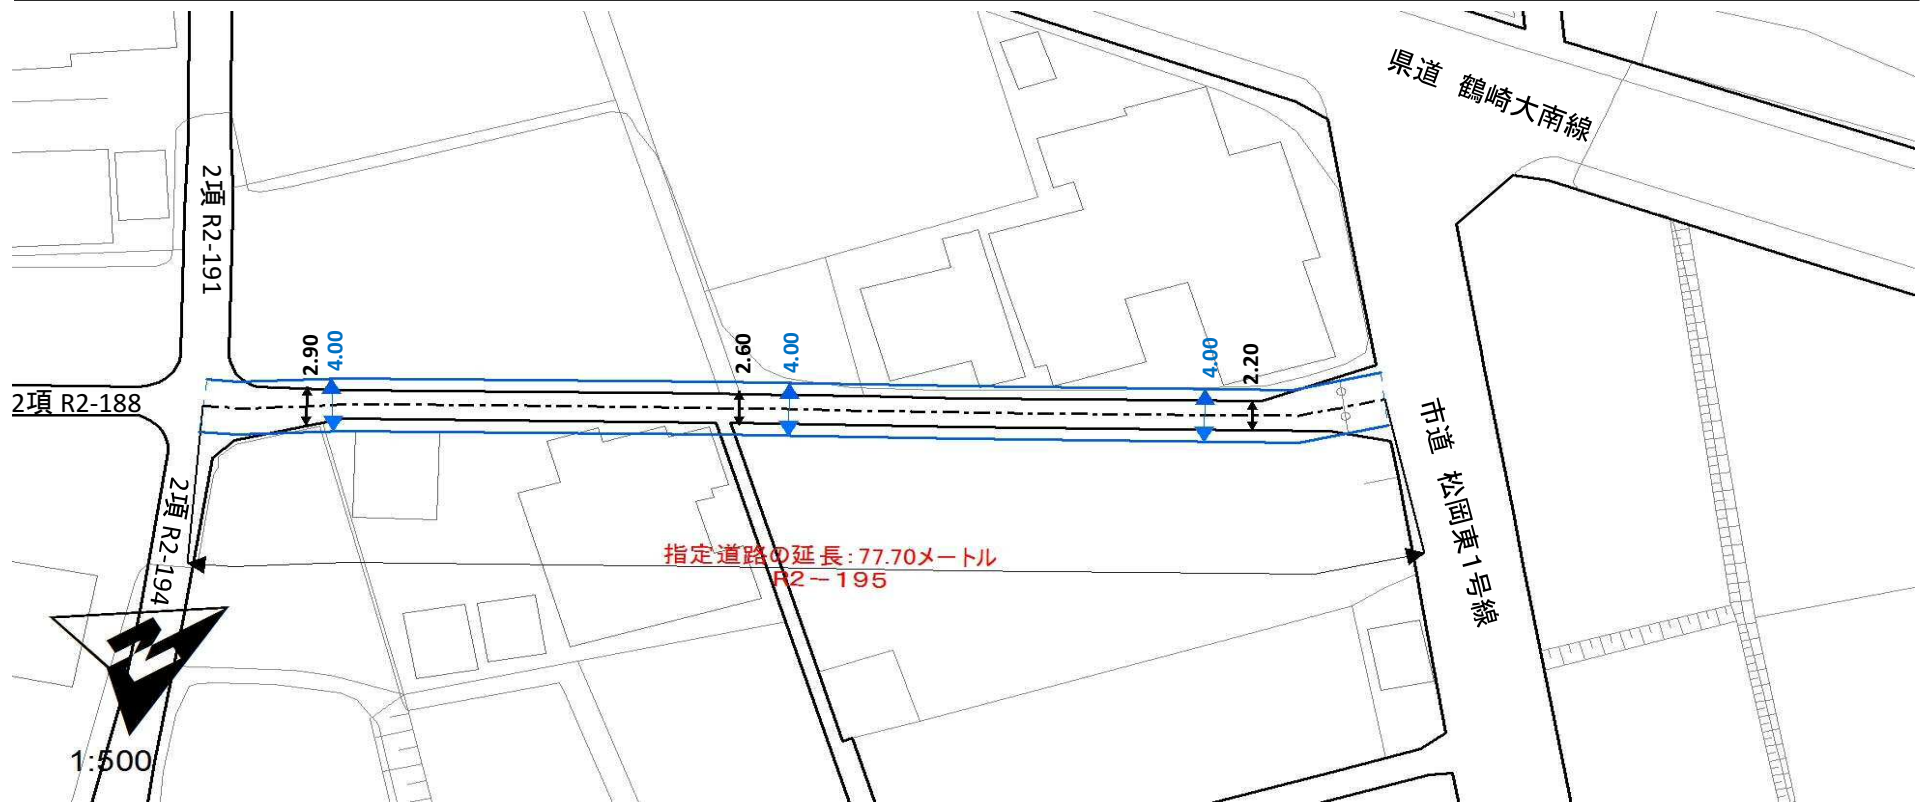 県道 鶴崎大南線
2項 R2-191
2.90
4.00
2.60
4.00
4.00
2.20
2項 R2-188
市道 松岡東1号線
2項 R2-194
指定道路の延長:77.70メートル
R2-195
N
1:500